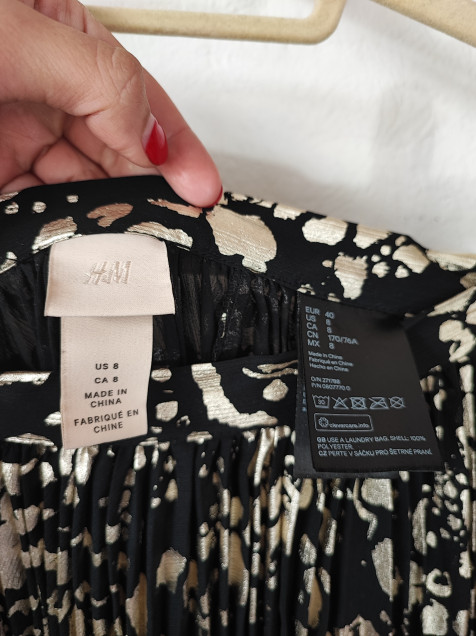 H&M
US 8
CA 8
MADE IN
CHINA
FABRIQUÉ EN
CHINE
EUR 40
US 8
CA 8
CN 170/76A
MX 8
Made in China
Fabriqué en Chine
Hecho en China
O/N 271788
P/N 0807770
clevercare.info
GB USE A LAUNDRY BAG. SHELL: 100%
POLYESTER.
CZ PERTE V SÁČKU PRO ŠETRNÉ PRANÍ.